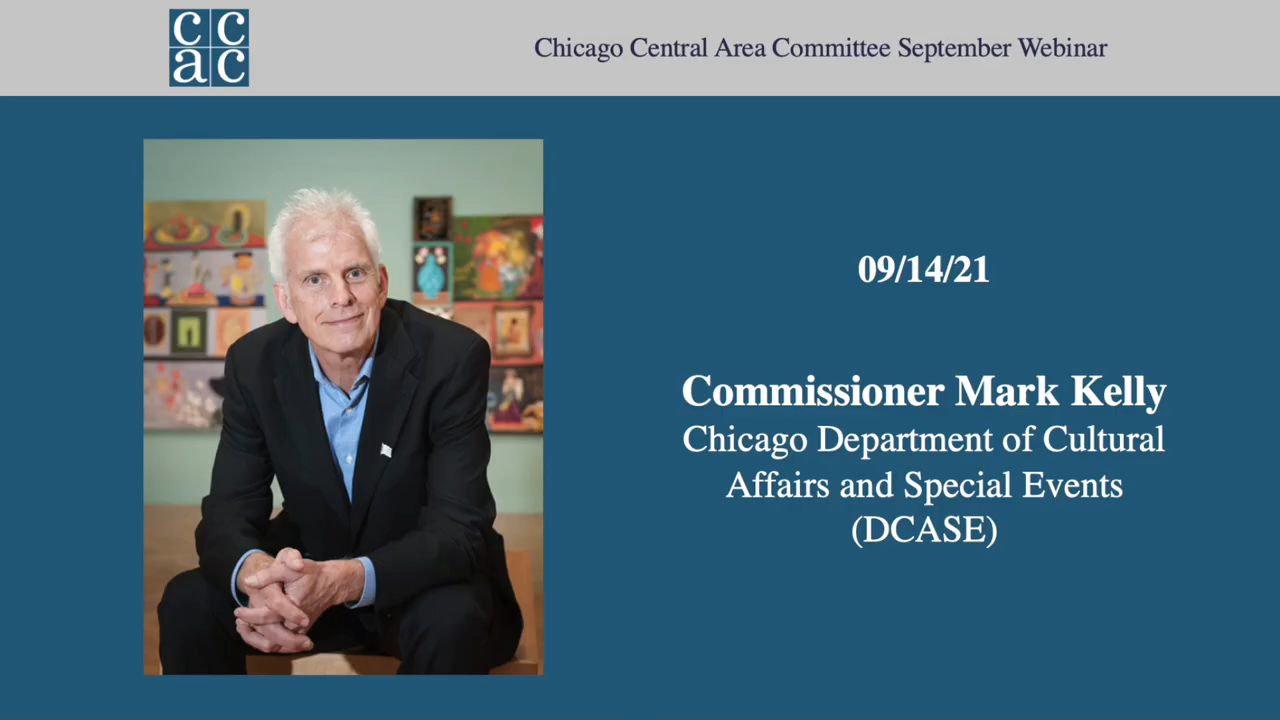 cc
ac
Chicago Central Area Committee September Webinar
09/14/21
Commissioner Mark Kelly
Chicago Department of Cultural
Affairs and Special Events
(DCASE)